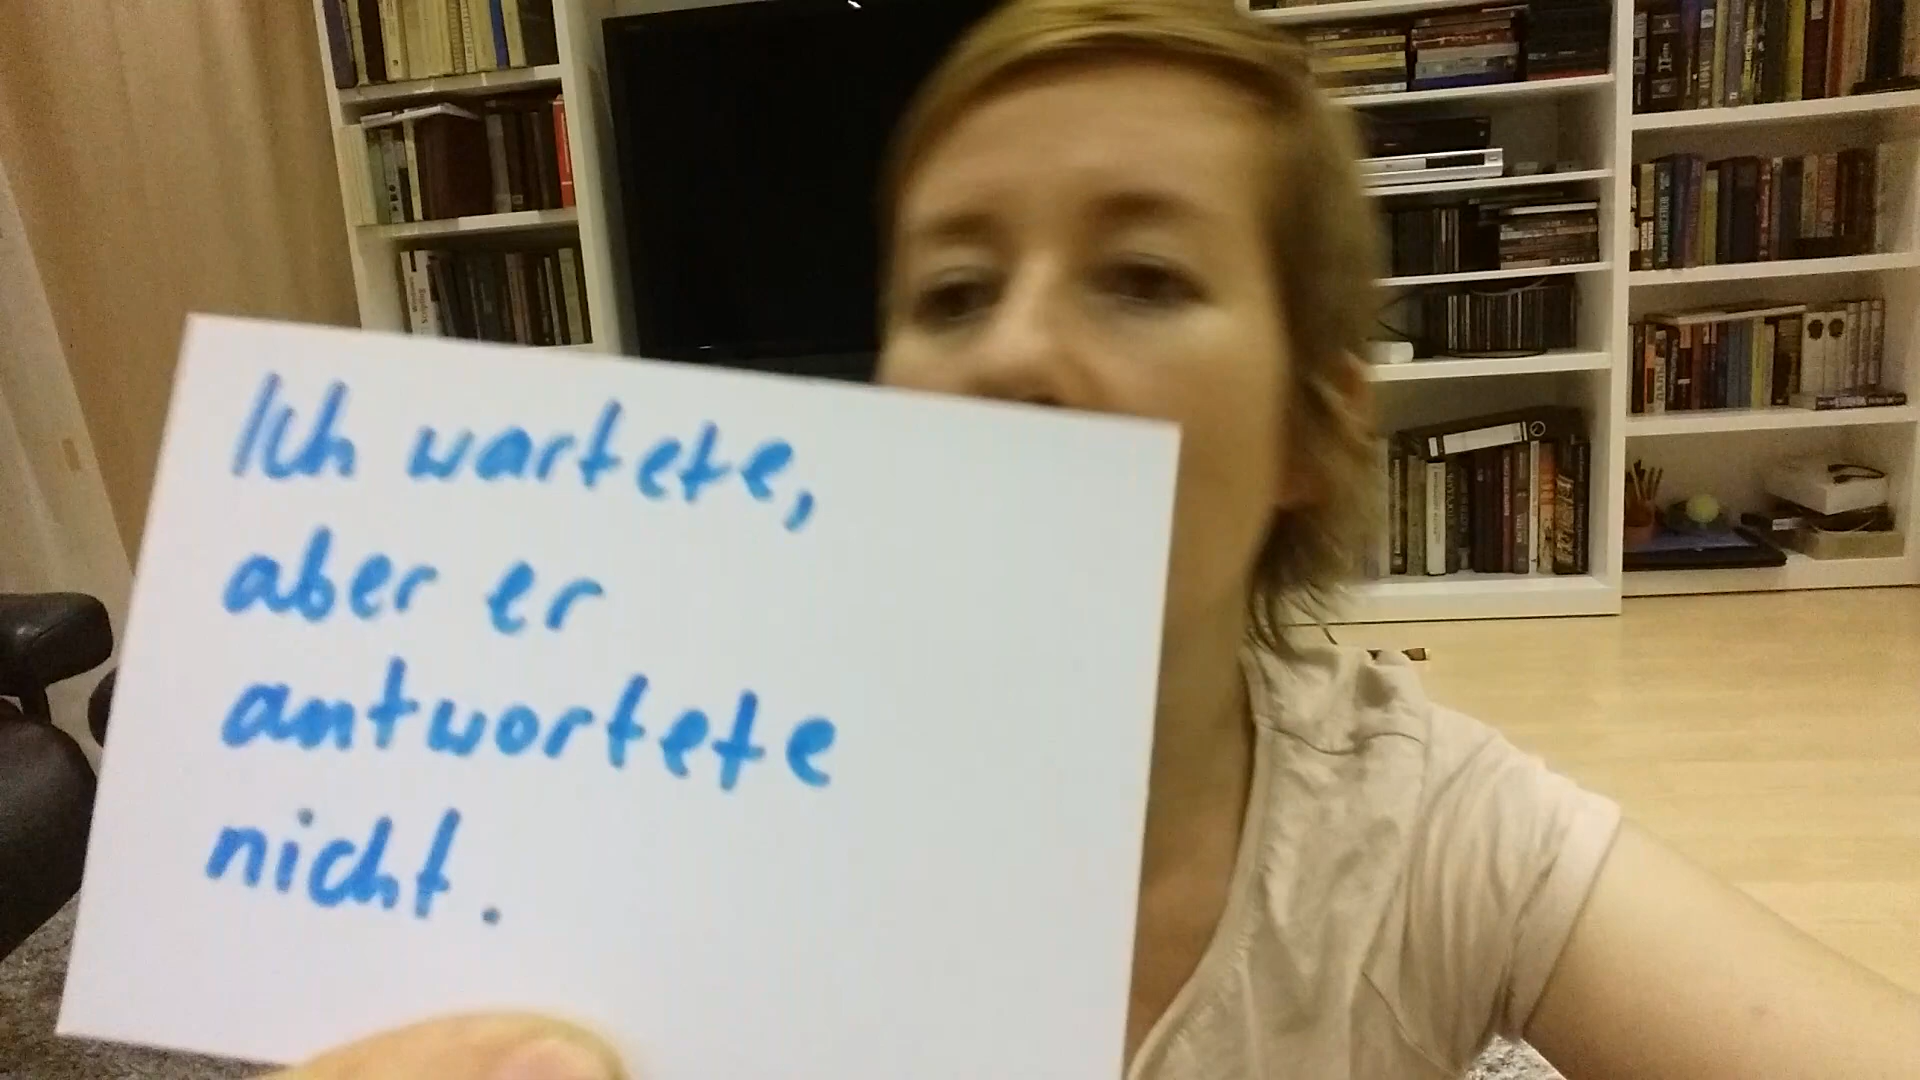 Ich wartete,
aber er
antwortete
nicht.